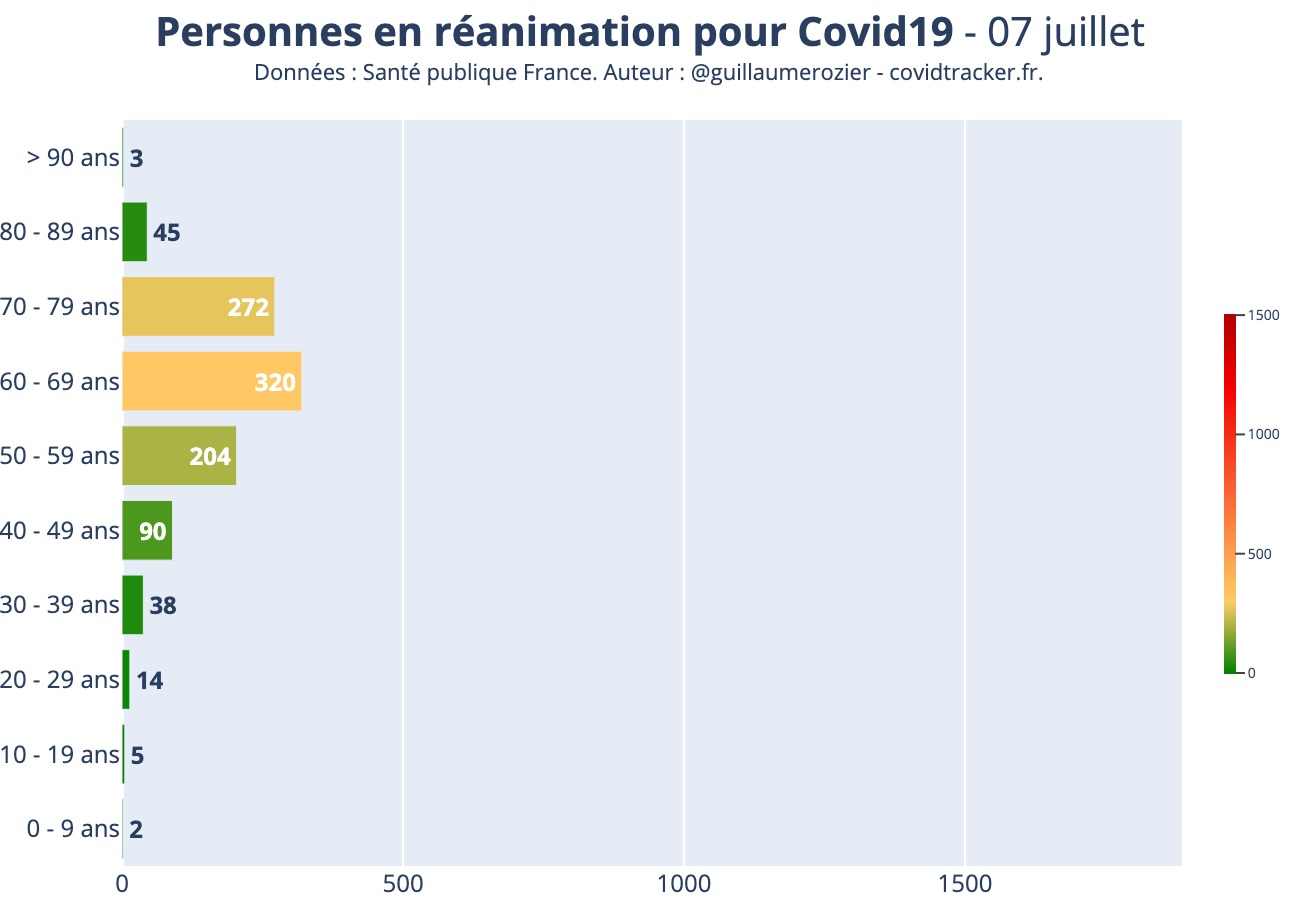 Personnes en réanimation pour Covid19 - 07 juillet
Données : Santé publique France. Auteur : @guillaumerozier - covidtracker.fr.
> 90 ans 3
80 - 89 ans 45
70 - 79 ans 272
60 - 69 ans 320
50 - 59 ans 204
40 - 49 ans 90
30 - 39 ans 38
20 - 29 ans 14
10 - 19 ans 5
0 - 9 ans 2
0 500 1000 1500
1500
1000
500
0